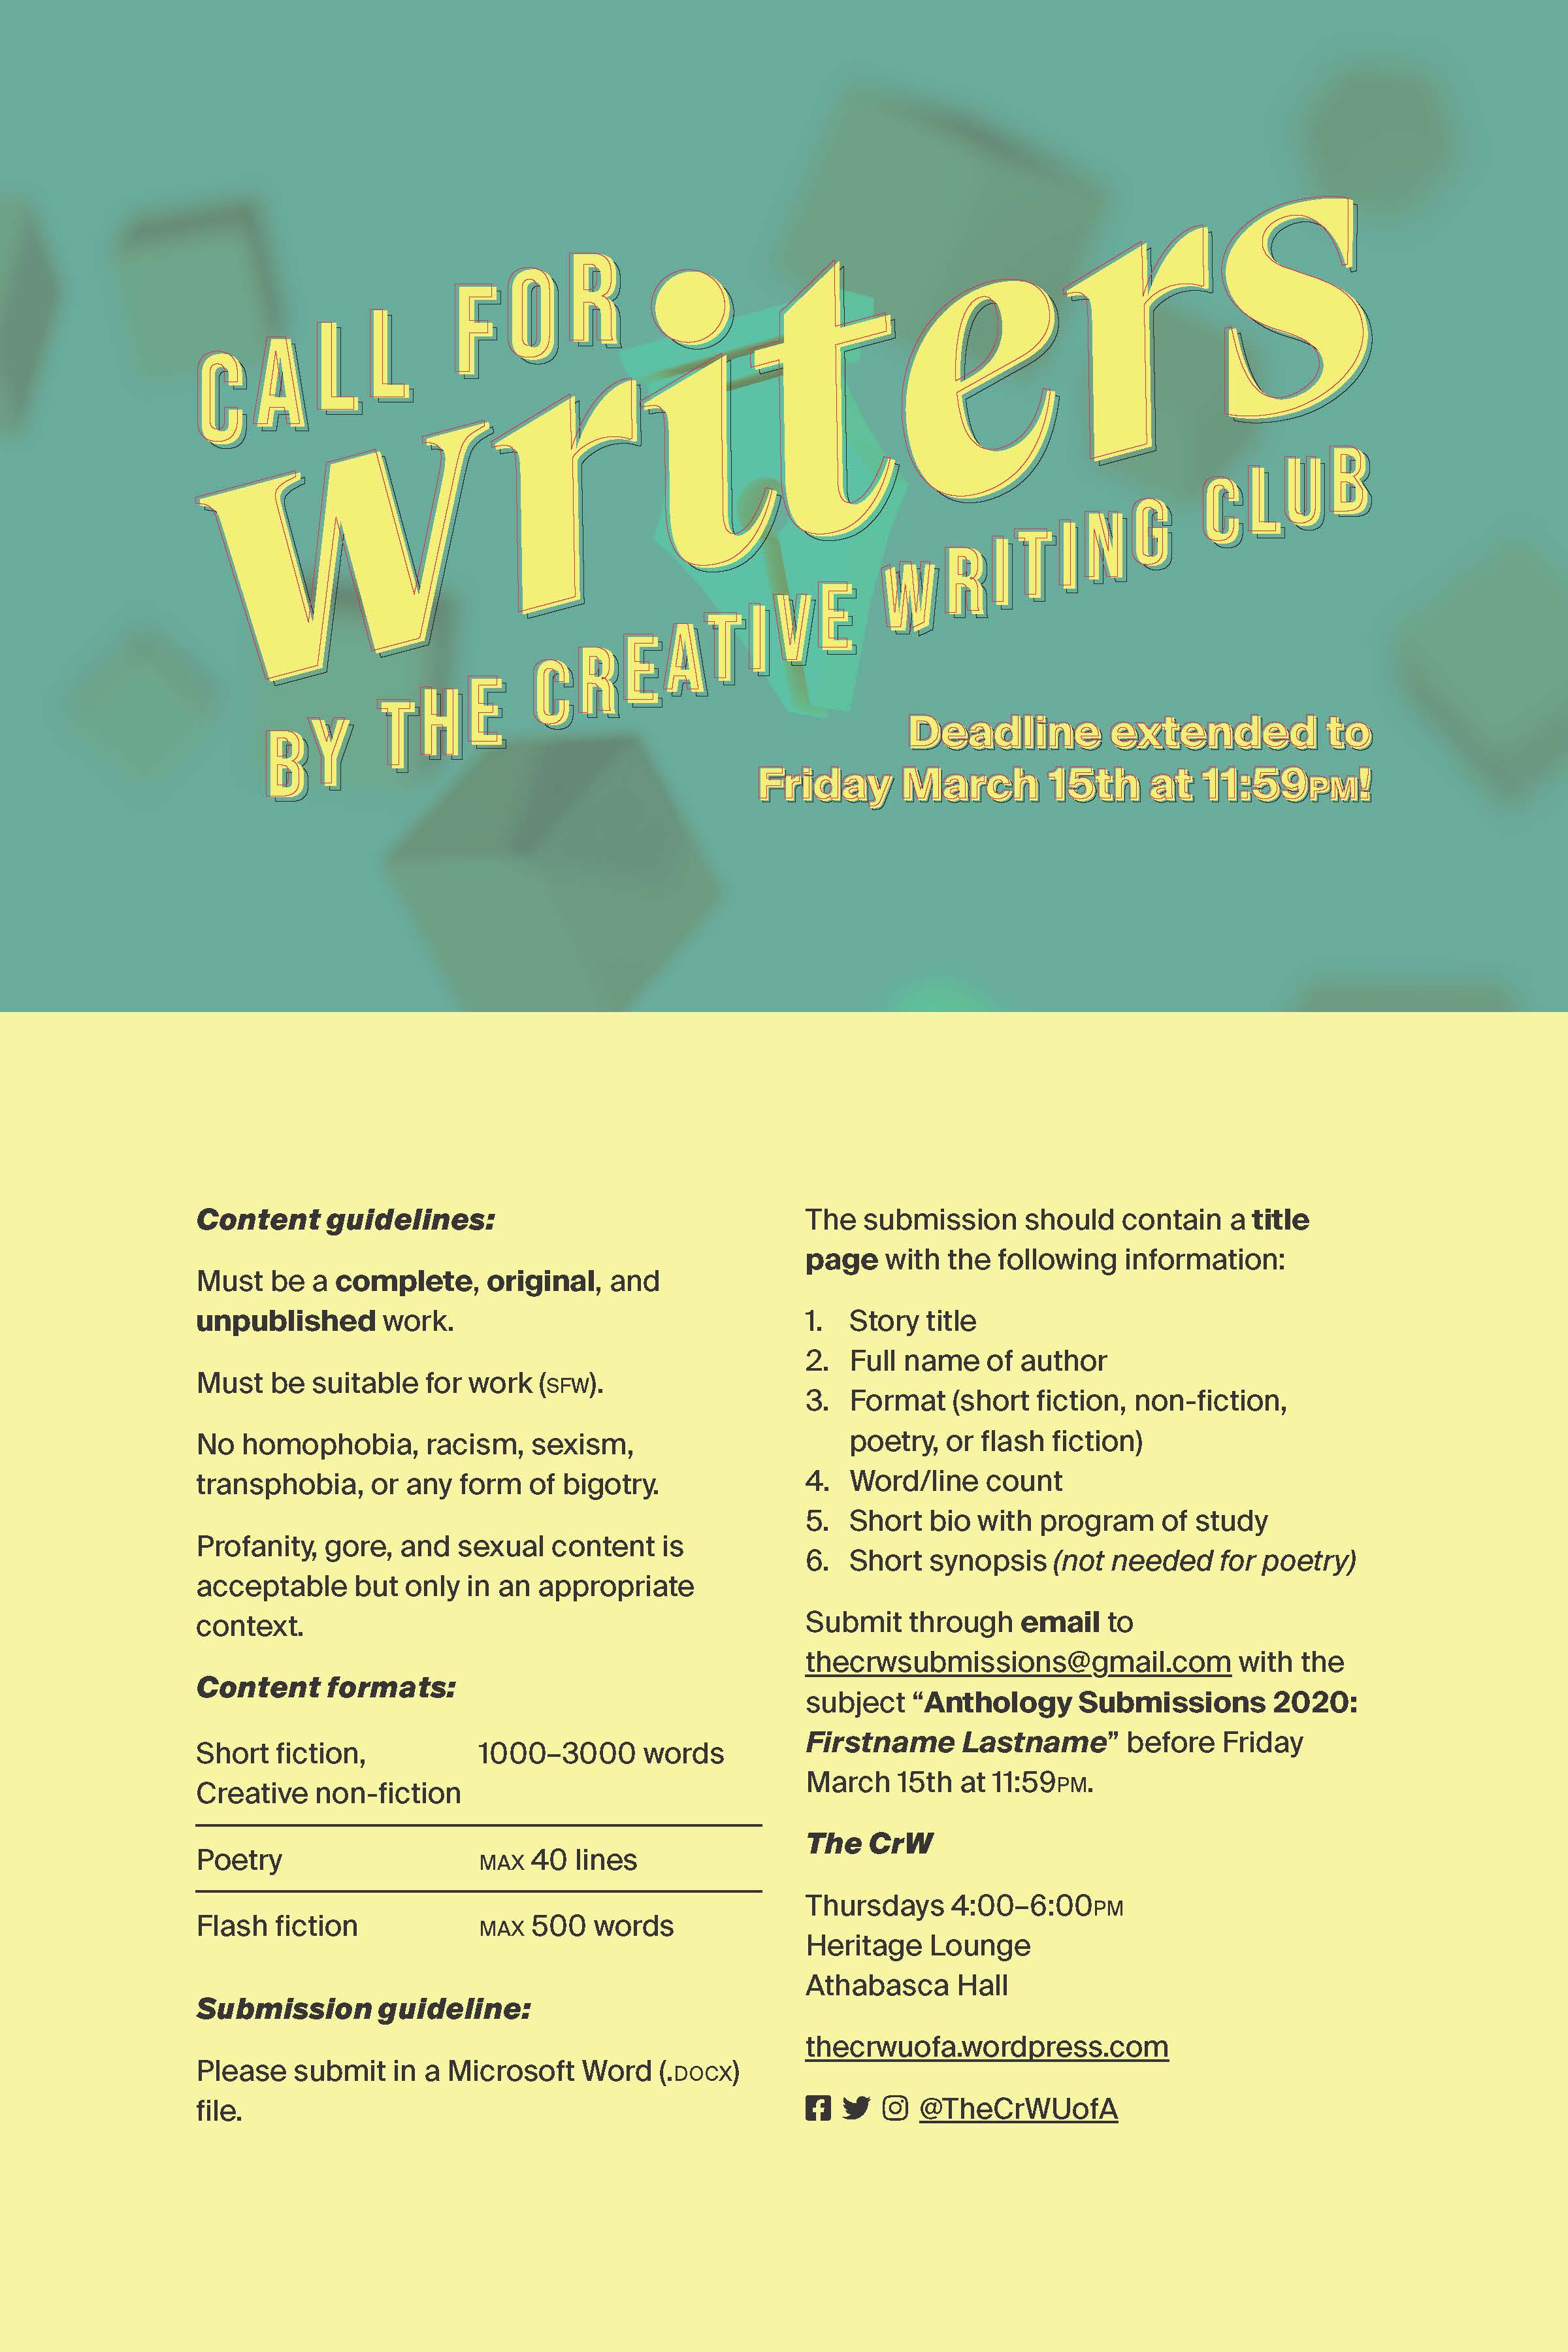 CALL FOR
Writers
BY THE CREATIVE WRITING CLUB
Deadline extended to
Friday March 15th at 11:59PM!
Content guidelines:
Must be a complete, original, and
unpublished work.
Must be suitable for work (SFW).
No homophobia, racism, sexism,
transphobia, or any form of bigotry.
Profanity, gore, and sexual content is
acceptable but only in an appropriate
context.
Content formats:
Short fiction, 1000–3000 words
Creative non-fiction
Poetry MAX 40 lines
Flash fiction MAX 500 words
Submission guideline:
Please submit in a Microsoft Word (.DOCX)
file.
The submission should contain a title
page with the following information:
1. Story title
2. Full name of author
3. Format (short fiction, non-fiction,
poetry, or flash fiction)
4. Word/line count
5. Short bio with program of study
6. Short synopsis (not needed for poetry)
Submit through email to
thecrwsubmissions@gmail.com with the
subject “Anthology Submissions 2020:
Firstname Lastname” before Friday
March 15th at 11:59PM.
The CrW
Thursdays 4:00–6:00PM
Heritage Lounge
Athabasca Hall
thecrwuofa.wordpress.com
@TheCrWUofA